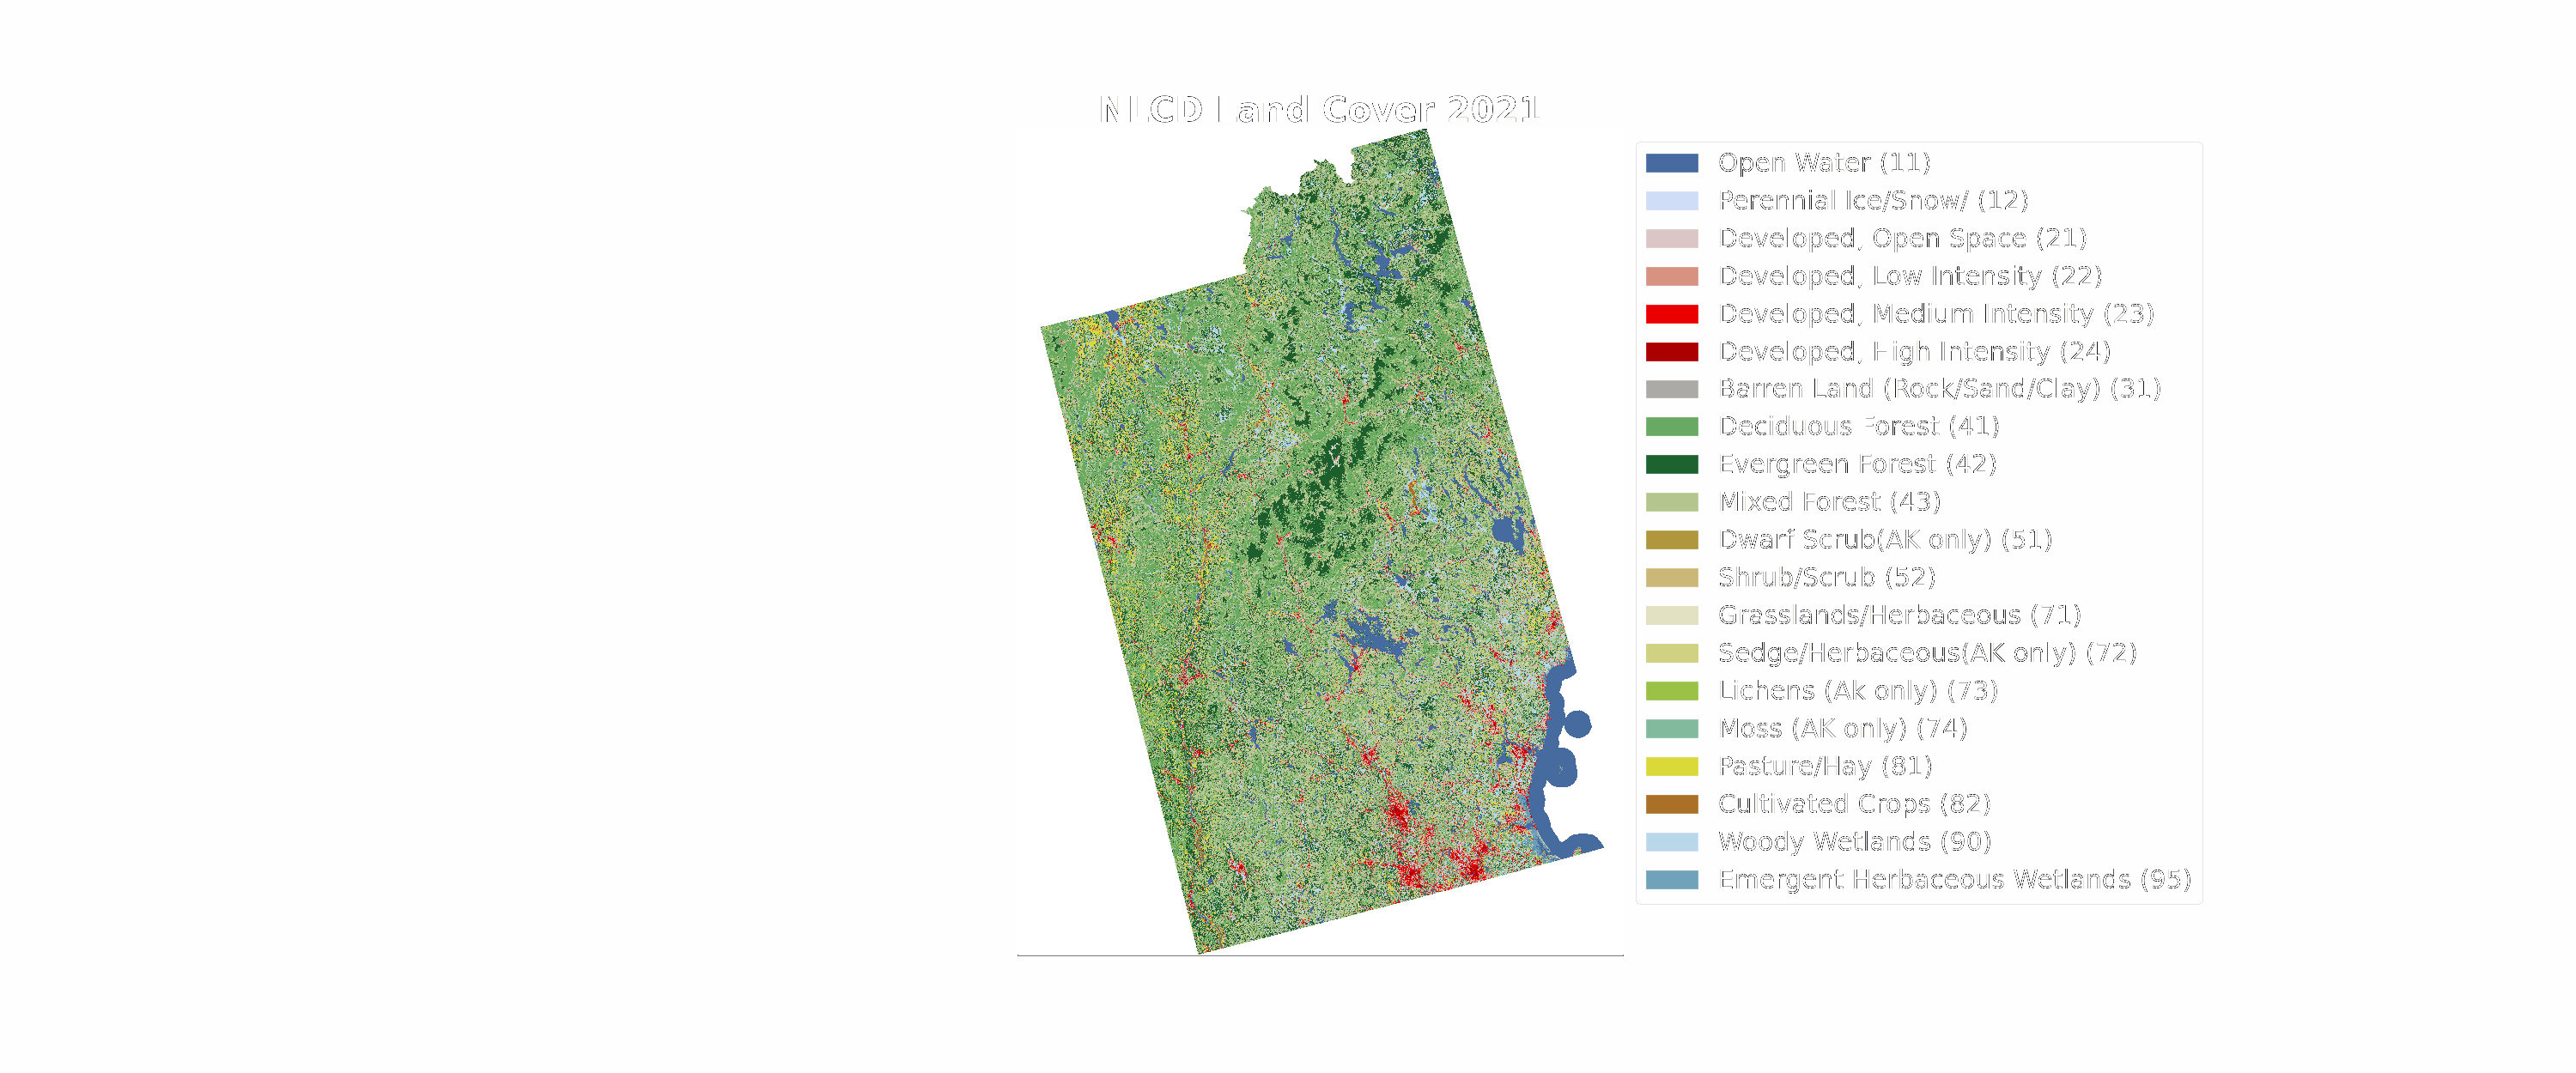 NLCD Land Cover 2021
Open Water (11)
Perennial Ice/Snow/ (12)
Developed, Open Space (21)
Developed, Low Intensity (22)
Developed, Medium Intensity (23)
Developed, High Intensity (24)
Barren Land (Rock/Sand/Clay) (31)
Deciduous Forest (41)
Evergreen Forest (42)
Mixed Forest (43)
Dwarf Scrub(AK only) (51)
Shrub/Scrub (52)
Grasslands/Herbaceous (71)
Sedge/Herbaceous(AK only) (72)
Lichens (Ak only) (73)
Moss (AK only) (74)
Pasture/Hay (81)
Cultivated Crops (82)
Woody Wetlands (90)
Emergent Herbaceous Wetlands (95)